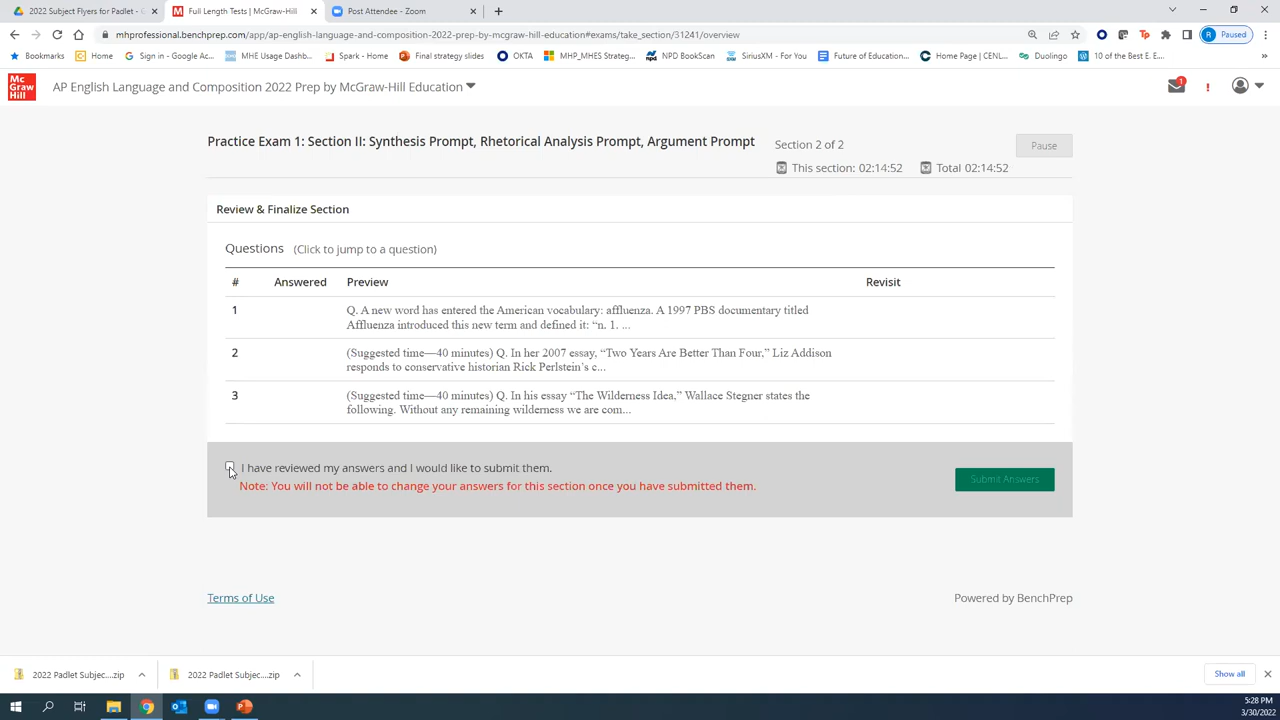 2022 Subject Flyers for Padlet - G
Full Length Tests | McGraw-Hill
Post Attendee - Zoom
mhprofessional.benchprep.com/app/ap-english-language-and-composition-2022-prep-by-mcgraw-hill-education#exams/take_section/31241/overview
R Paused
Bookmarks
Home
Sign in - Google Ac...
MHE Usage Dashb...
Spark - Home
Final strategy slides
OKTA
MHP_MHES Strateg...
NPD BookScan
SiriusXM - For You
Future of Education...
Home Page | CENL...
Duolingo
10 of the Best E. E...
Mc
Graw
Hill
AP English Language and Composition 2022 Prep by McGraw-Hill Education
1
Practice Exam 1: Section II: Synthesis Prompt, Rhetorical Analysis Prompt, Argument Prompt
Section 2 of 2
Pause
This section: 02:14:52
Total 02:14:52
Review & Finalize Section
Questions (Click to jump to a question)
# Answered Preview Revisit
1 Q. A new word has entered the American vocabulary: affluenza. A 1997 PBS documentary titled
Affluenza introduced this new term and defined it: “n. 1. ...
2 (Suggested time—40 minutes) Q. In her 2007 essay, “Two Years Are Better Than Four,” Liz Addison
responds to conservative historian Rick Perlstein’s c...
3 (Suggested time—40 minutes) Q. In his essay “The Wilderness Idea,” Wallace Stegner states the
following. Without any remaining wilderness we are com...
I have reviewed my answers and I would like to submit them.
Note: You will not be able to change your answers for this section once you have submitted them.
Submit Answers
Terms of Use
Powered by BenchPrep
2022 Padlet Subjec....zip
2022 Padlet Subjec....zip
Show all
5:28 PM
3/30/2022